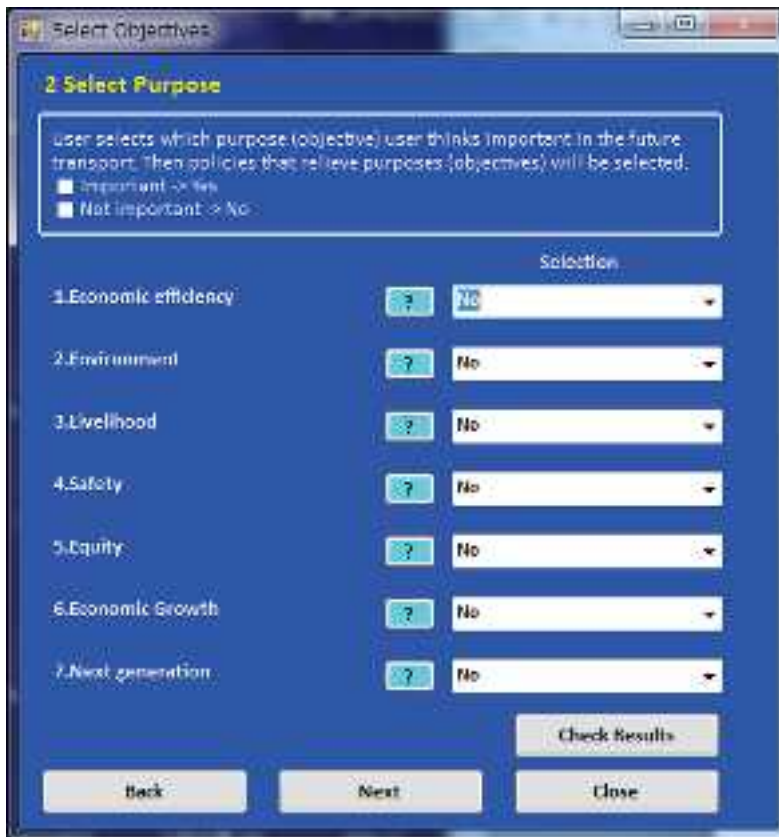 Select Objectives
2 Select Purpose
User selects which purpose (objective) user thinks important in the future
transport. Then policies that relieve purposes (objectives) will be selected.
Important -> Yes
Not important -> No
Selection
1.Economic efficiency ? No
2.Environment ? No
3.Livelihood ? No
4.Safety ? No
5.Equity ? No
6.Economic Growth ? No
7.Next generation ? No
Check Results
Back Next Close